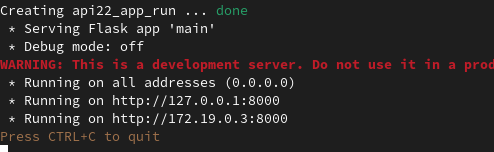 Creating api22_app_run ... done
* Serving Flask app 'main'
* Debug mode: off
WARNING: This is a development server. Do not use it in a prod
* Running on all addresses (0.0.0.0)
* Running on http://127.0.0.1:8000
* Running on http://172.19.0.3:8000
Press CTRL+C to quit